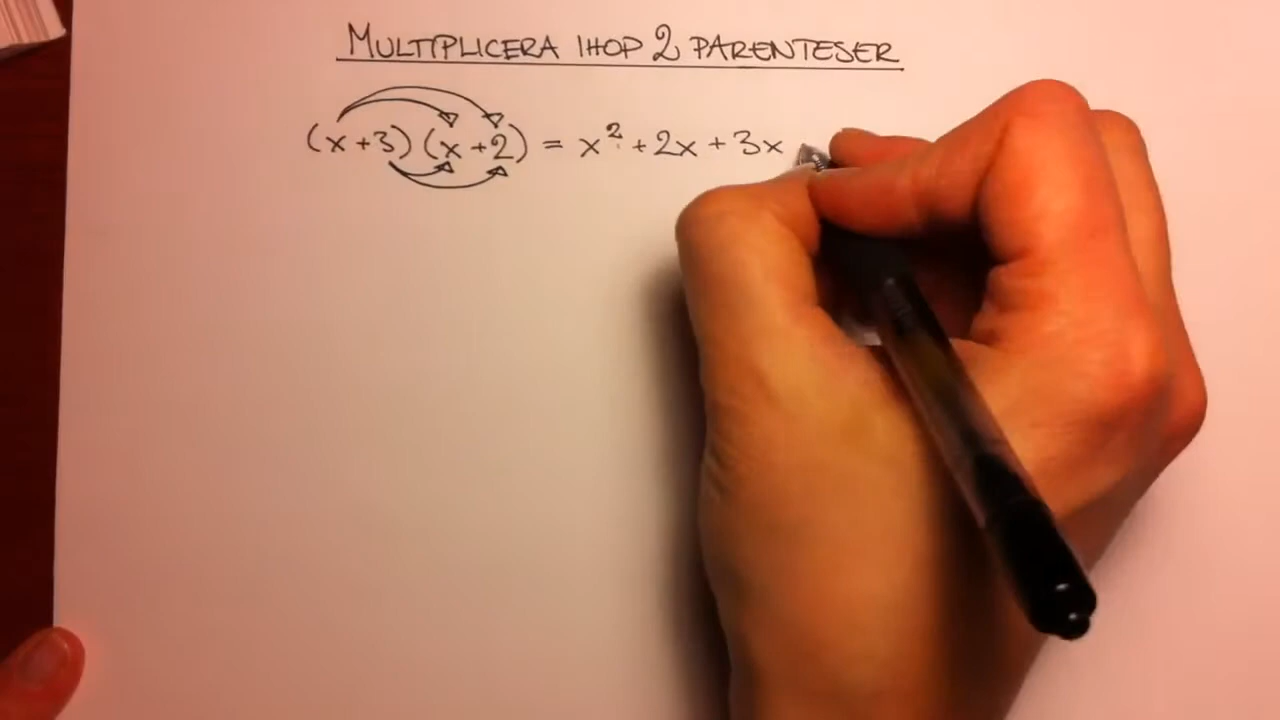 MULTIPLICERA IHOP 2 PARENTESER
(x+3)(x+2) = x² + 2x + 3x